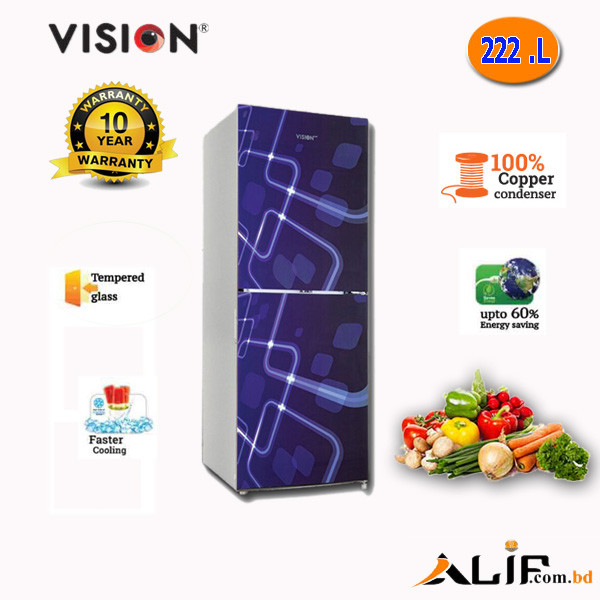 VISION®
222 .L
WARRANTY
10
YEAR
WARRANTY
VISION
100%
Copper
condenser
Tempered
glass
upto 60%
Energy saving
Faster
Cooling
ALIF.com.bd